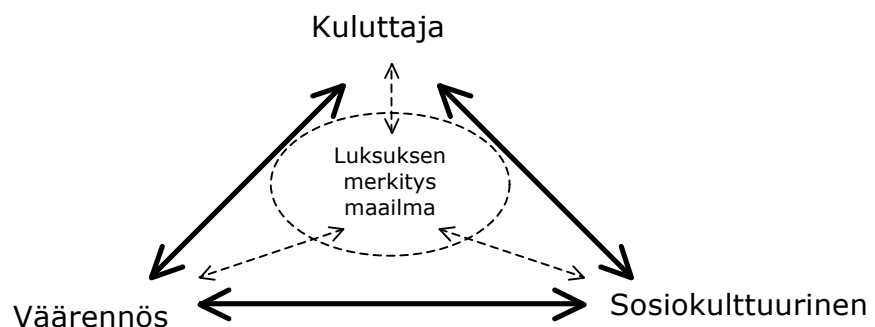 Kuluttaja
Luksuksen
merkitys
maailma
Väärennös
Sosiokulttuurinen